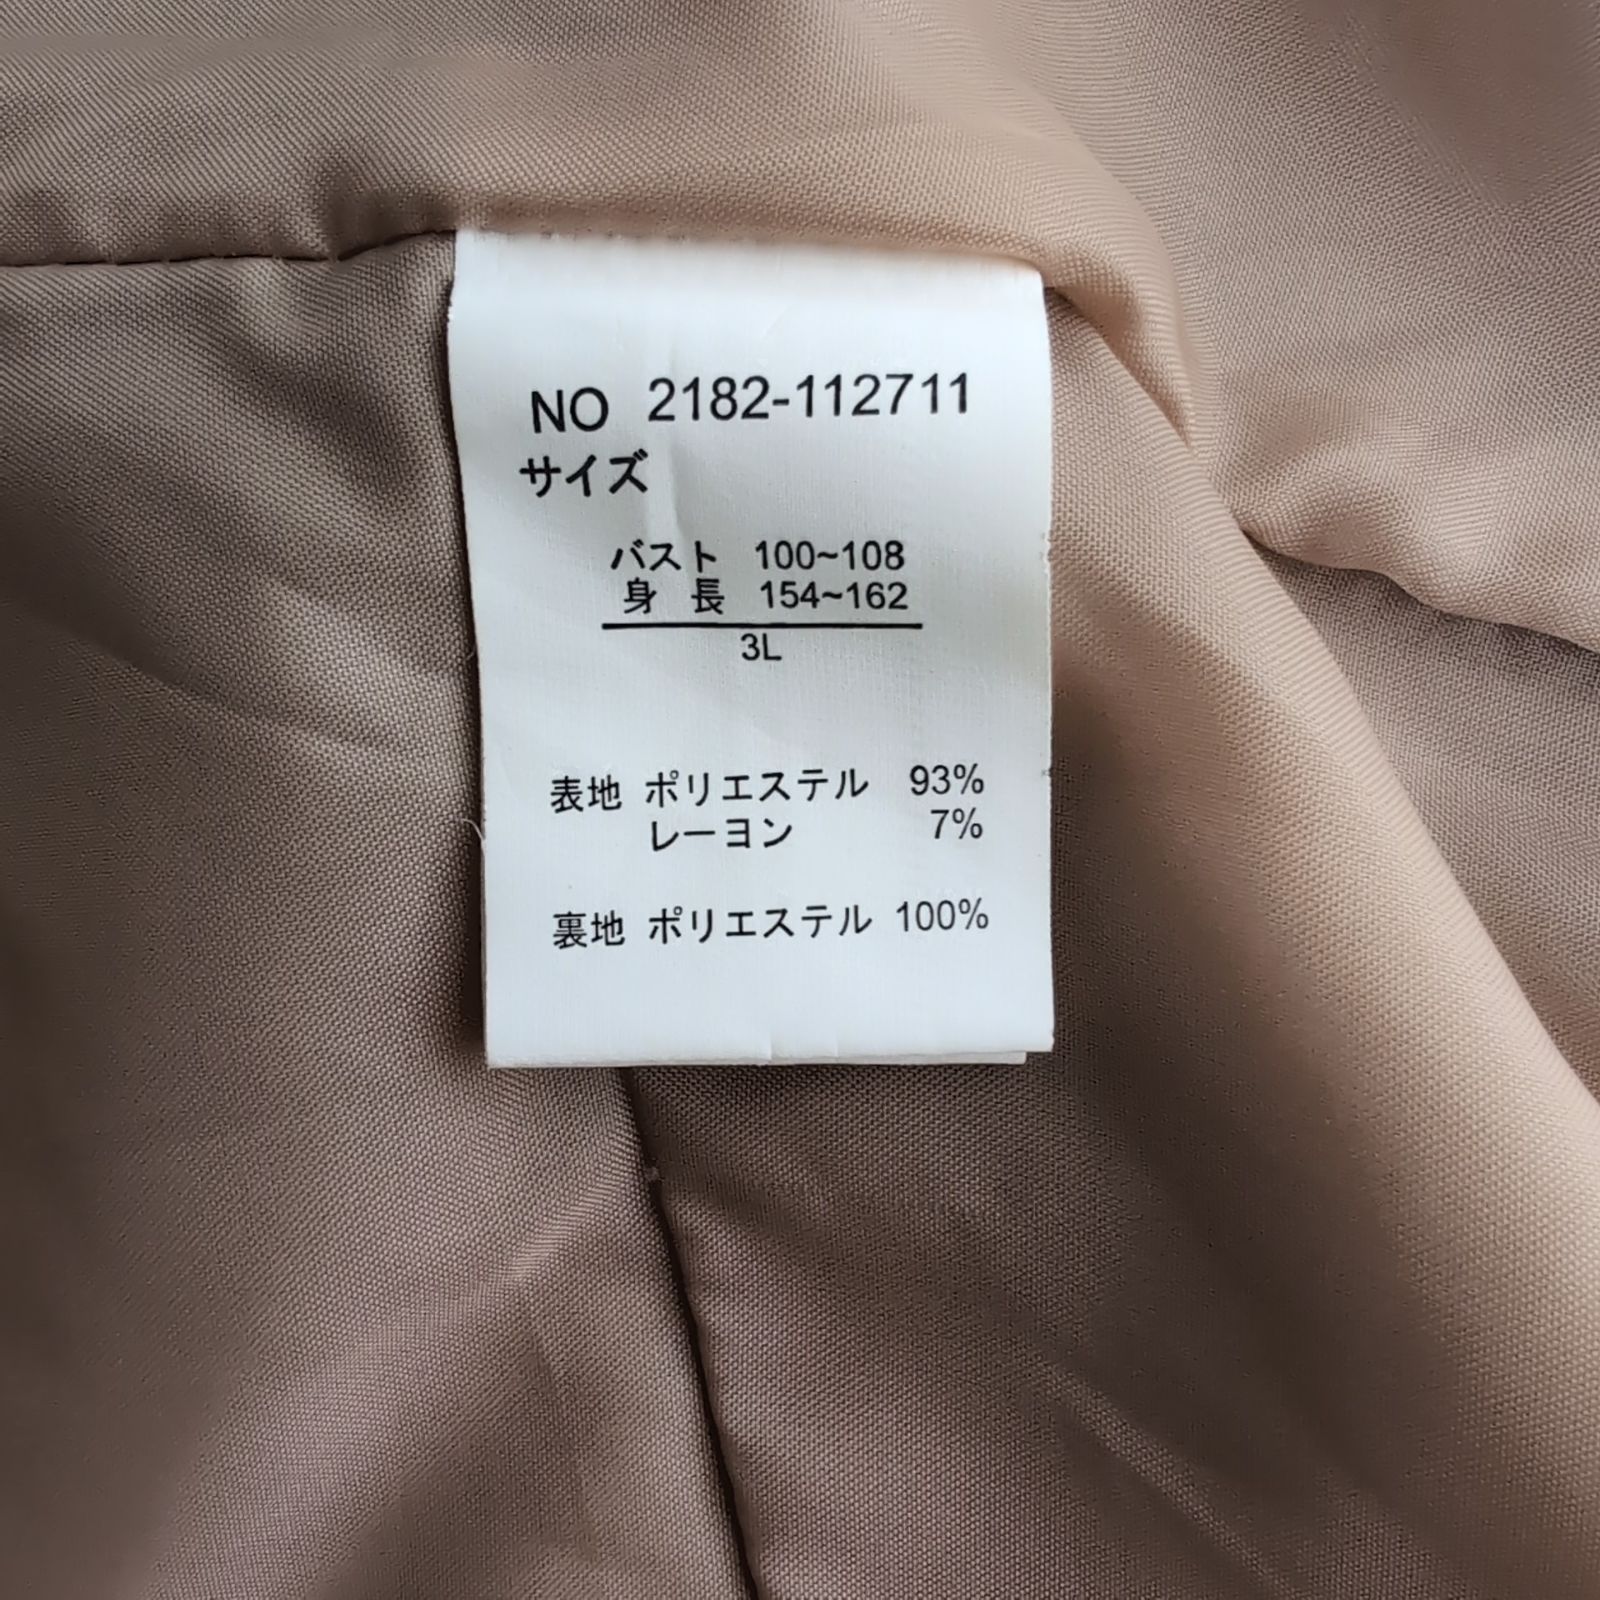 NO 2182-112711
サイズ
バスト 100~108
身 長 154~162
3L
表地 ポリエステル 93%
レーヨン 7%
裏地 ポリエステル 100%